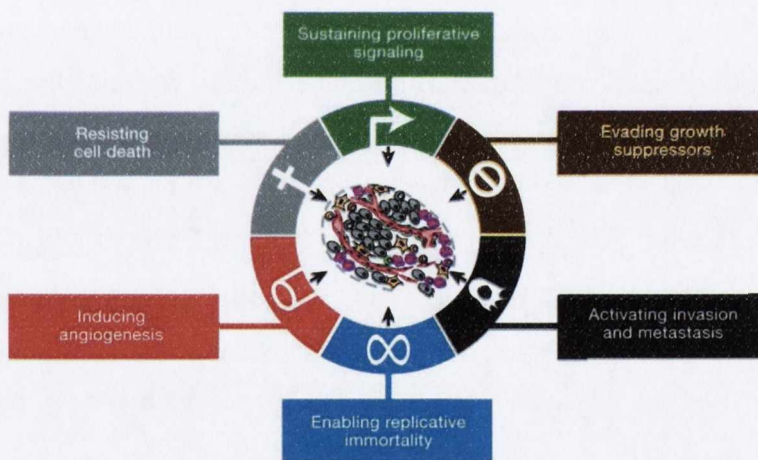 Sustaining proliferative
signaling
Resisting
cell death
Evading growth
suppressors
Inducing
angiogenesis
Activating invasion
and metastasis
Enabling replicative
immortality